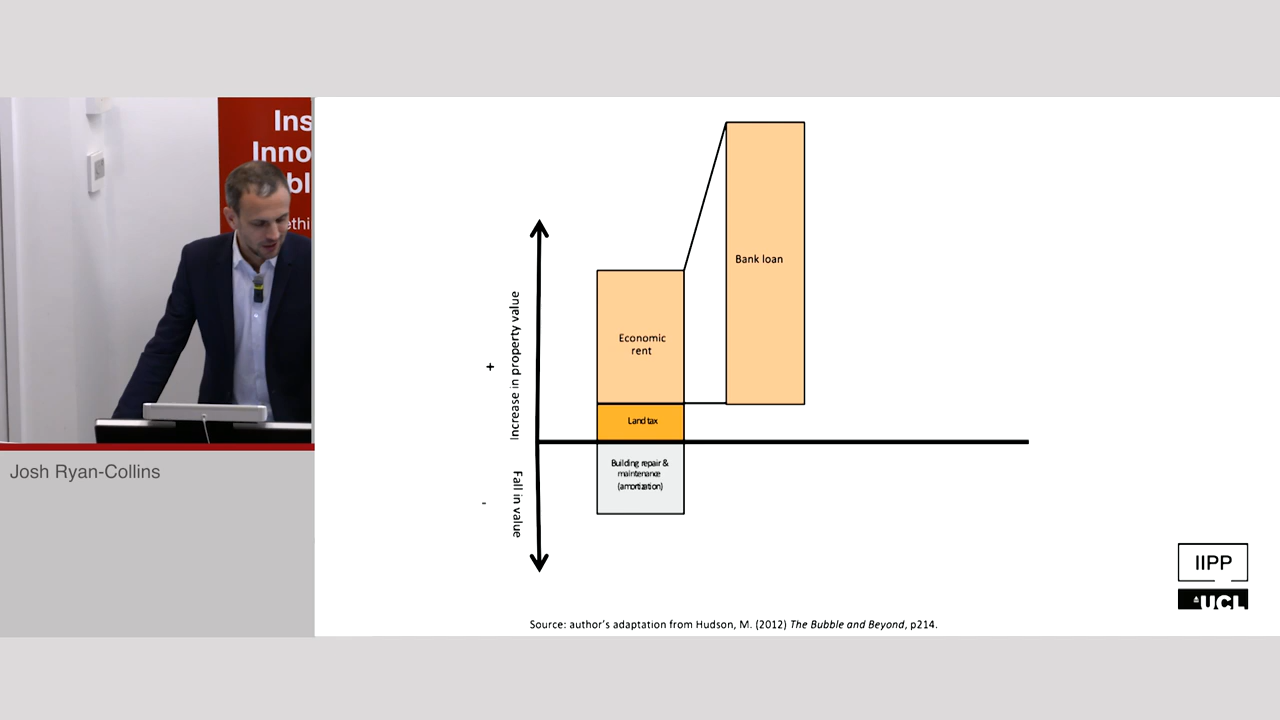 Ins
Inno
bl
ethi
Josh Ryan-Collins
Bank loan
Economic
rent
Land tax
Building repair &
maintenance
(amortization)
+
Increase in property value
-
Fall in value
IIPP
UCL
Source: author's adaptation from Hudson, M. (2012) The Bubble and Beyond, p214.